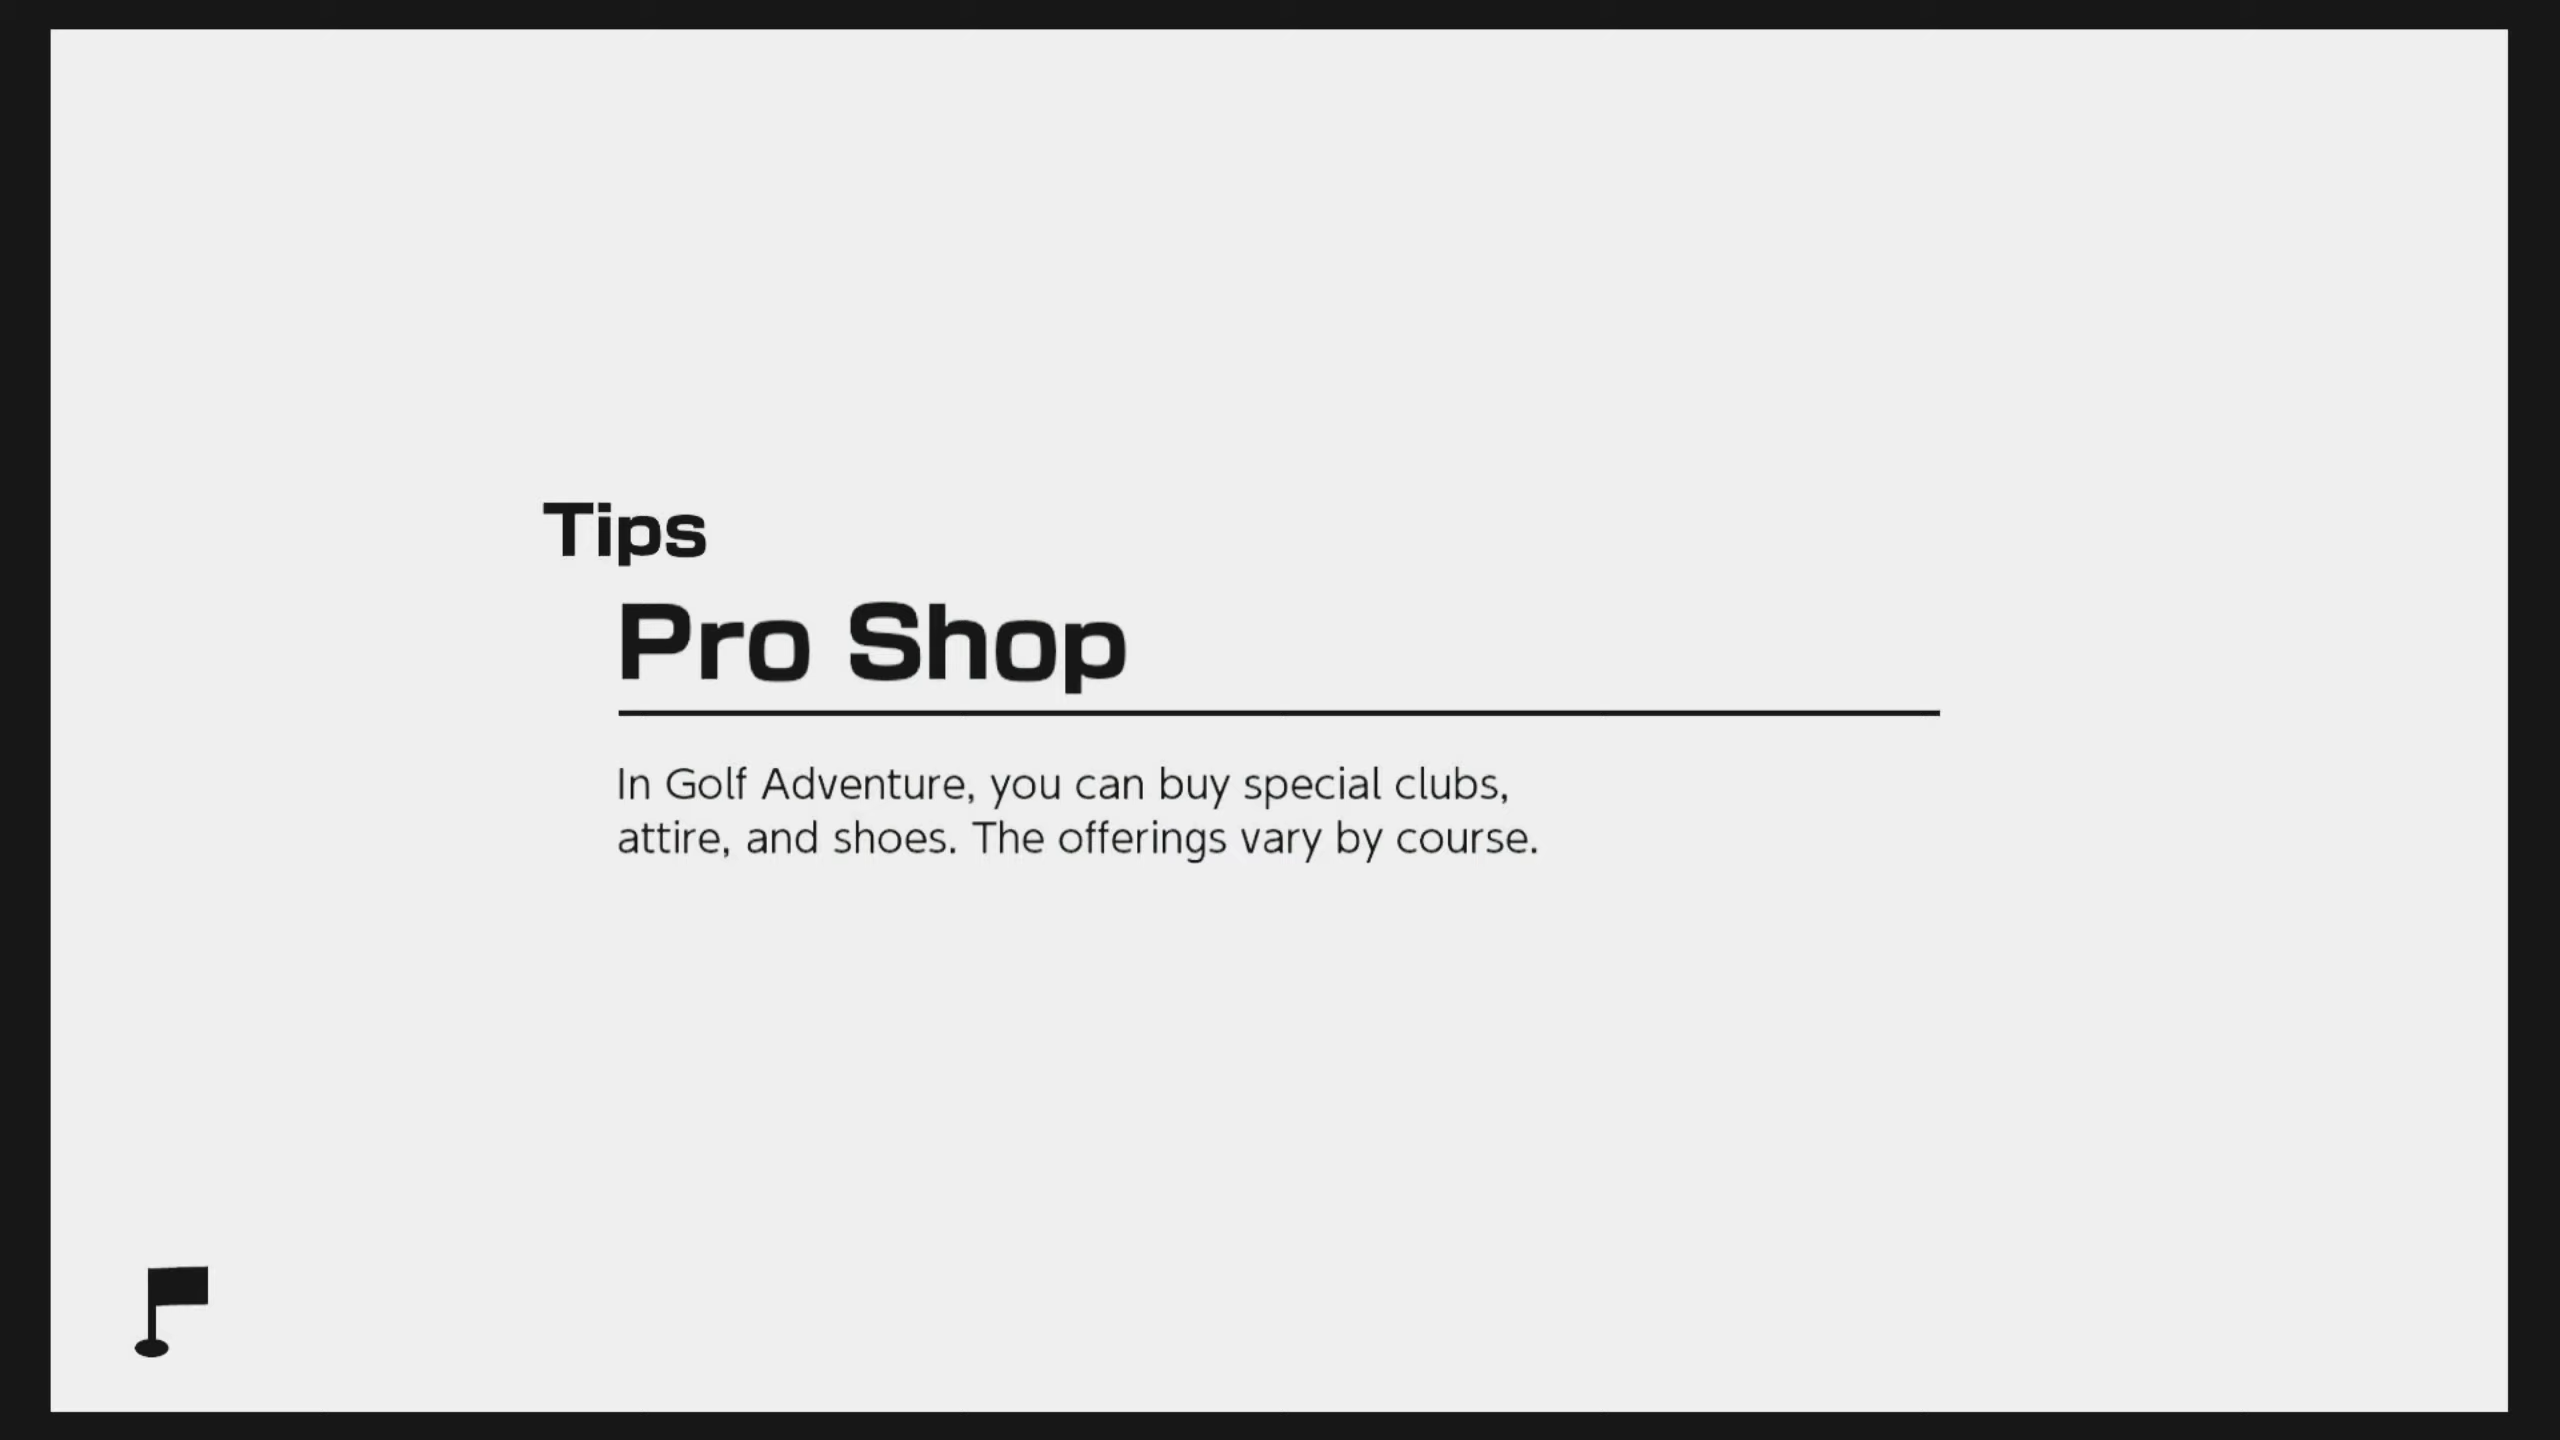 Tips
Pro Shop
In Golf Adventure, you can buy special clubs,
attire, and shoes. The offerings vary by course.